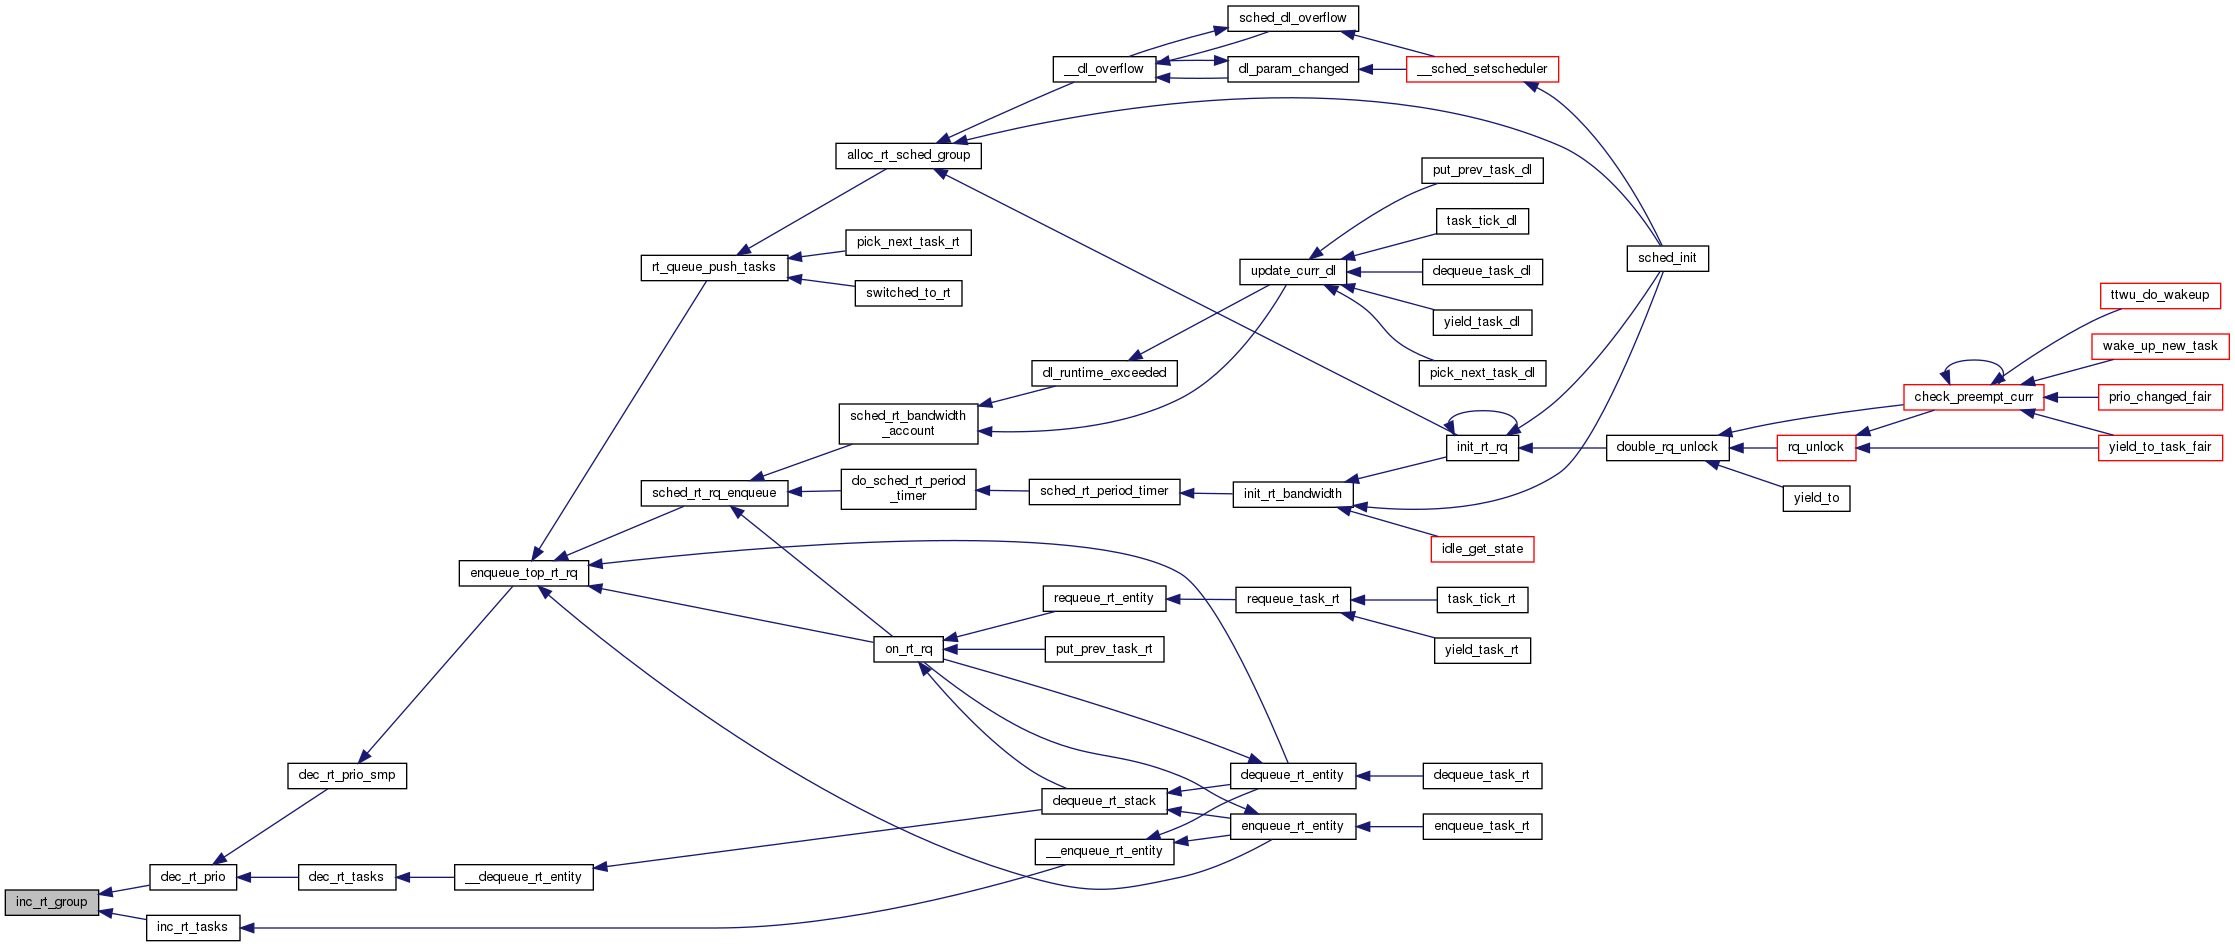 sched_dl_overflow
__dl_overflow
dl_param_changed
__sched_setscheduler
alloc_rt_sched_group
put_prev_task_dl
task_tick_dl
pick_next_task_rt
rt_queue_push_tasks
update_curr_dl
dequeue_task_dl
sched_init
switched_to_rt
ttwu_do_wakeup
yield_task_dl
wake_up_new_task
dl_runtime_exceeded
pick_next_task_dl
check_preempt_curr
prio_changed_fair
sched_rt_bandwidth
_account
init_rt_rq
double_rq_unlock
rq_unlock
yield_to_task_fair
sched_rt_rq_enqueue
do_sched_rt_period
_timer
sched_rt_period_timer
init_rt_bandwidth
yield_to
idle_get_state
enqueue_top_rt_rq
requeue_rt_entity
requeue_task_rt
task_tick_rt
on_rt_rq
put_prev_task_rt
yield_task_rt
dec_rt_prio_smp
dequeue_rt_entity
dequeue_task_rt
dequeue_rt_stack
enqueue_rt_entity
enqueue_task_rt
__enqueue_rt_entity
dec_rt_prio
dec_rt_tasks
__dequeue_rt_entity
inc_rt_group
inc_rt_tasks